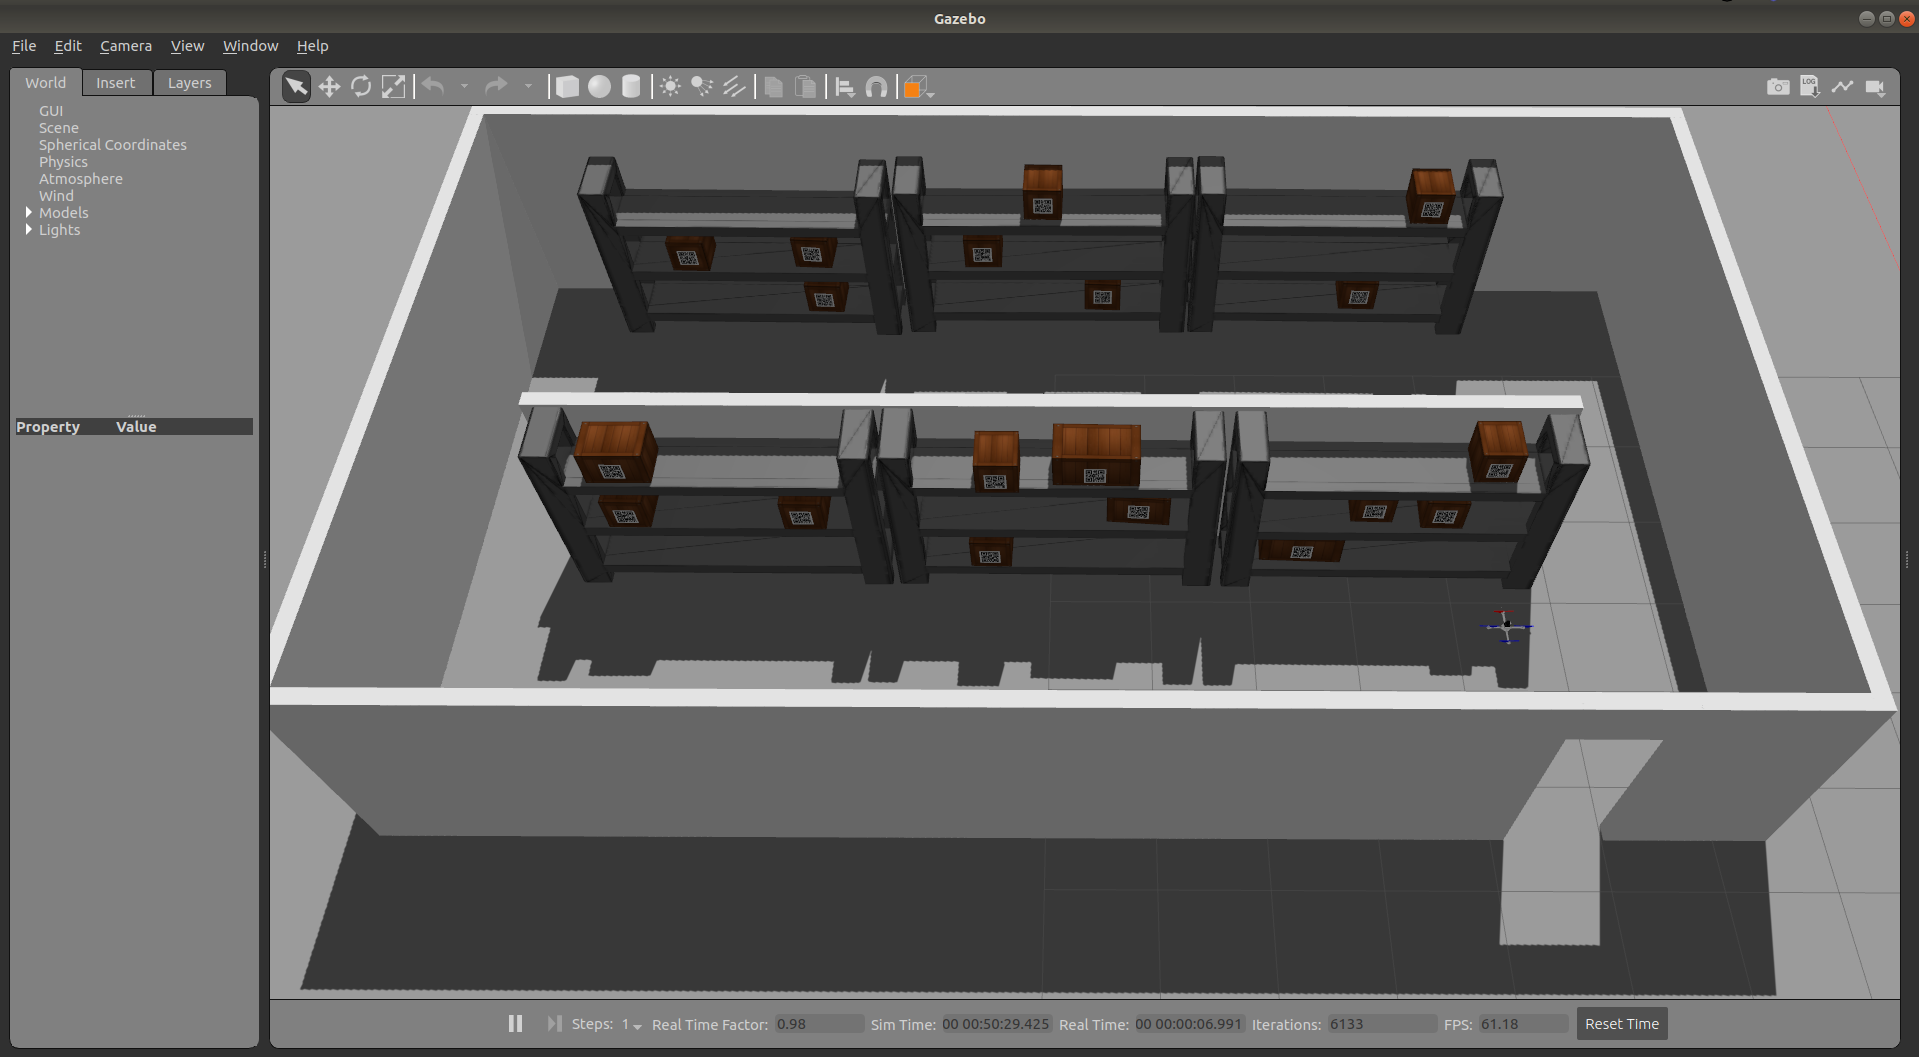 Gazebo
File Edit Camera View Window Help
World Insert Layers
GUI
Scene
Spherical Coordinates
Physics
Atmosphere
Wind
Models
Lights
Property Value
LOG
Steps: 1 Real Time Factor: 0.98 Sim Time: 00 00:50:29.425 Real Time: 00 00:00:06.991 Iterations: 6133 FPS: 61.18 Reset Time